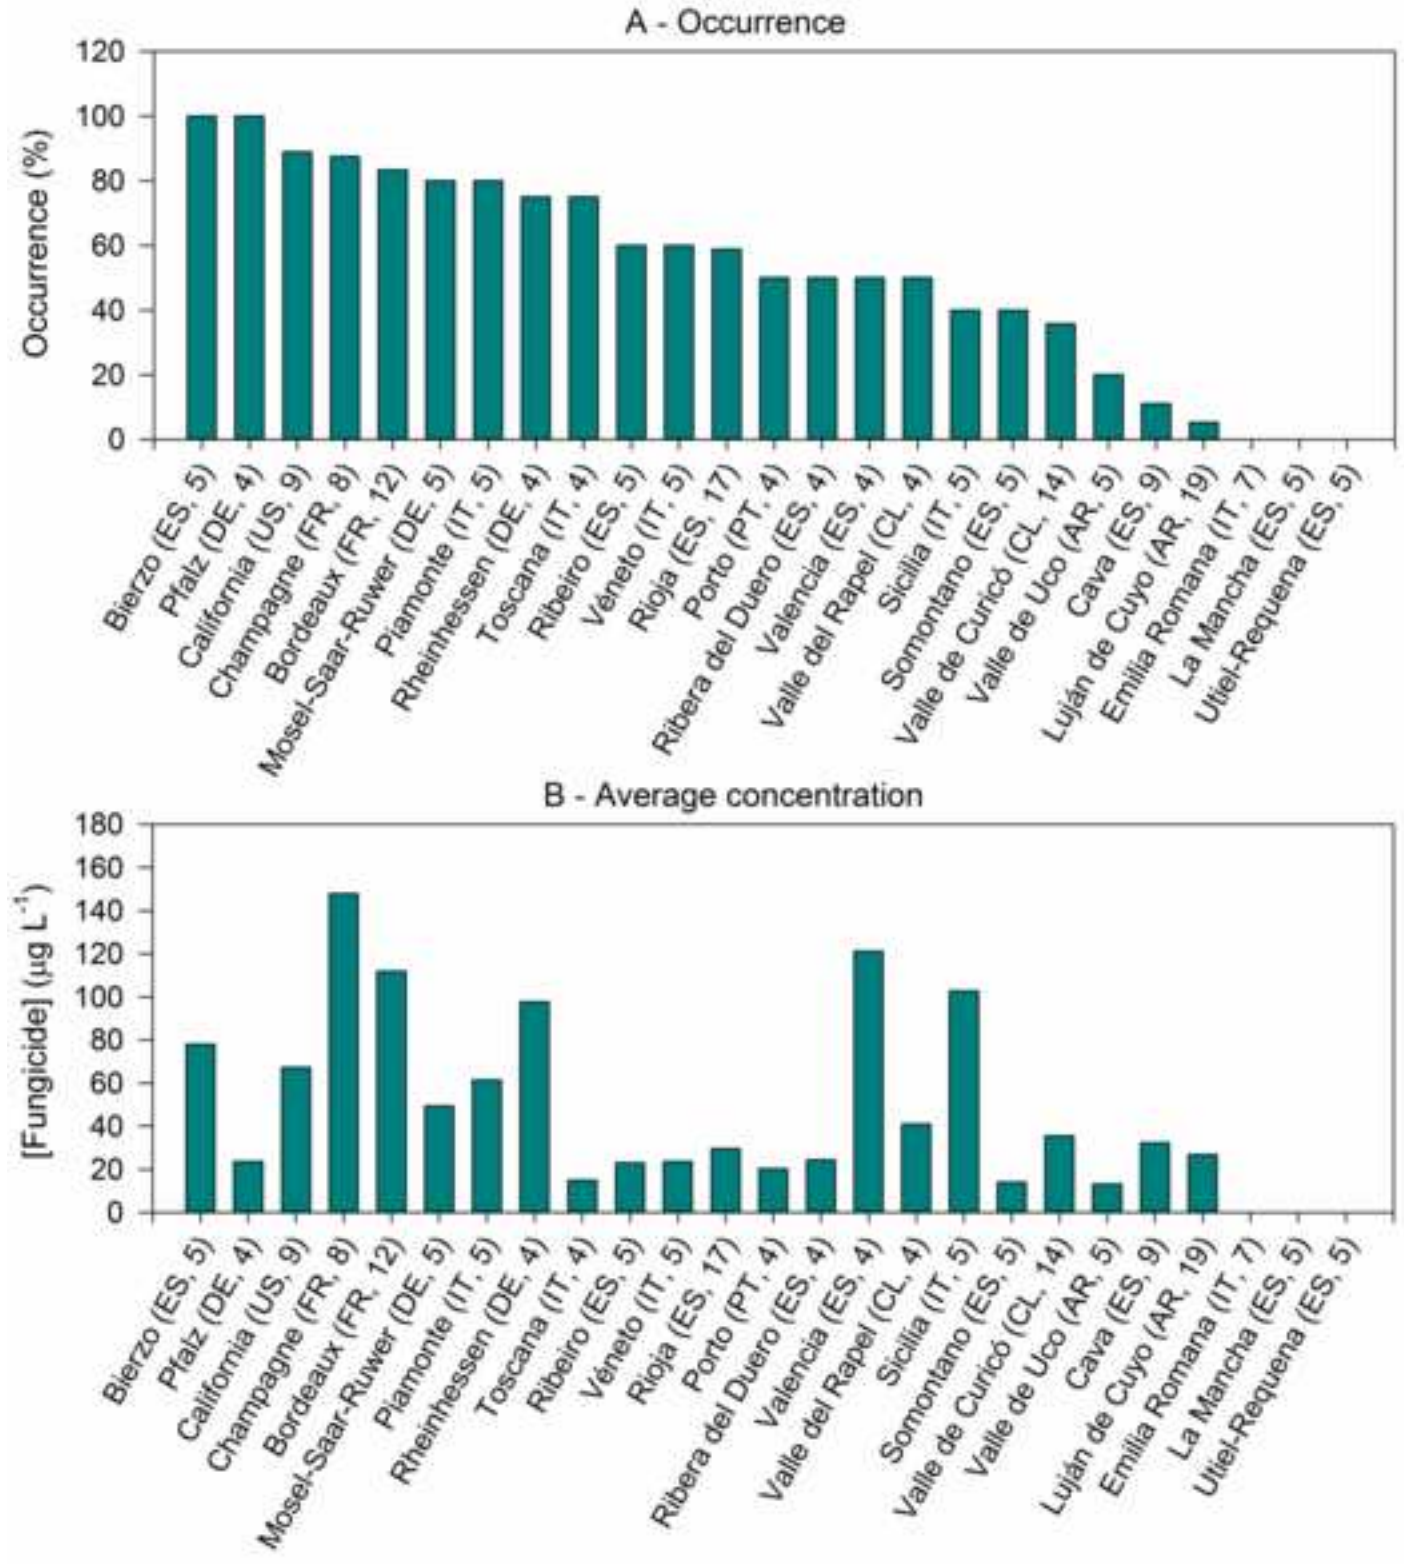 A - Occurrence
120
100
80
60
40
20
0
Occurrence (%)
Bierzo (ES, 5)
Pfalz (DE, 4)
California (US, 9)
Champagne (FR, 8)
Bordeaux (FR, 12)
Mosel-Saar-Ruwer (DE, 5)
Piamonte (IT, 5)
Rheinhessen (DE, 4)
Toscana (IT, 4)
Ribeiro (ES, 5)
Véneto (IT, 5)
Rioja (ES, 17)
Porto (PT, 4)
Ribera del Duero (ES, 4)
Valencia (ES, 4)
Valle del Rapel (CL, 4)
Sicilia (IT, 5)
Somontano (ES, 5)
Valle de Curicó (CL, 14)
Valle de Uco (AR, 5)
Cava (ES, 9)
Luján de Cuyo (AR, 19)
Emilia Romana (IT, 7)
La Mancha (ES, 5)
Utiel-Requena (ES, 5)
B - Average concentration
180
160
140
120
100
80
60
40
20
0
[Fungicide] (µg L⁻¹)
Bierzo (ES, 5)
Pfalz (DE, 4)
California (US, 9)
Champagne (FR, 8)
Bordeaux (FR, 12)
Mosel-Saar-Ruwer (DE, 5)
Piamonte (IT, 5)
Rheinhessen (DE, 4)
Toscana (IT, 4)
Ribeiro (ES, 5)
Véneto (IT, 5)
Rioja (ES, 17)
Porto (PT, 4)
Ribera del Duero (ES, 4)
Valencia (ES, 4)
Valle del Rapel (CL, 4)
Sicilia (IT, 5)
Somontano (ES, 5)
Valle de Curicó (CL, 14)
Valle de Uco (AR, 5)
Cava (ES, 9)
Luján de Cuyo (AR, 19)
Emilia Romana (IT, 7)
La Mancha (ES, 5)
Utiel-Requena (ES, 5)